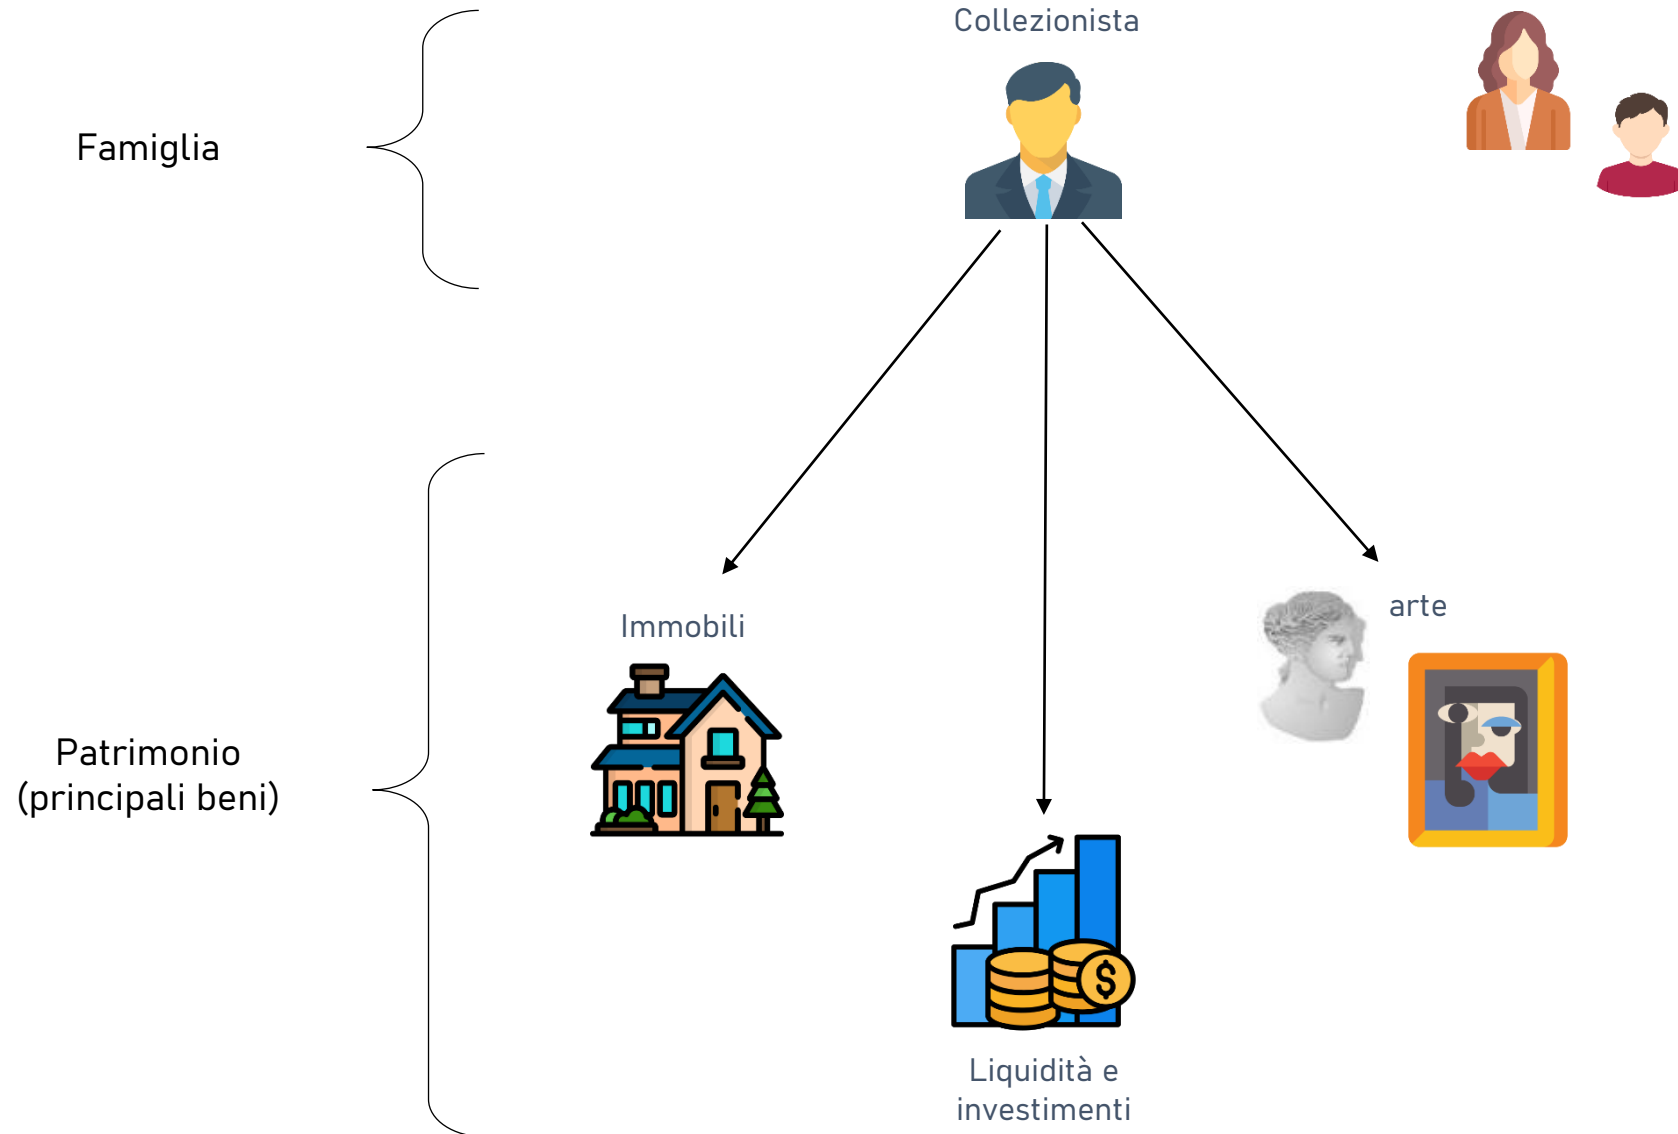 Collezionista
Famiglia
Immobili
arte
Patrimonio
(principali beni)
$
Liquidità e
investimenti